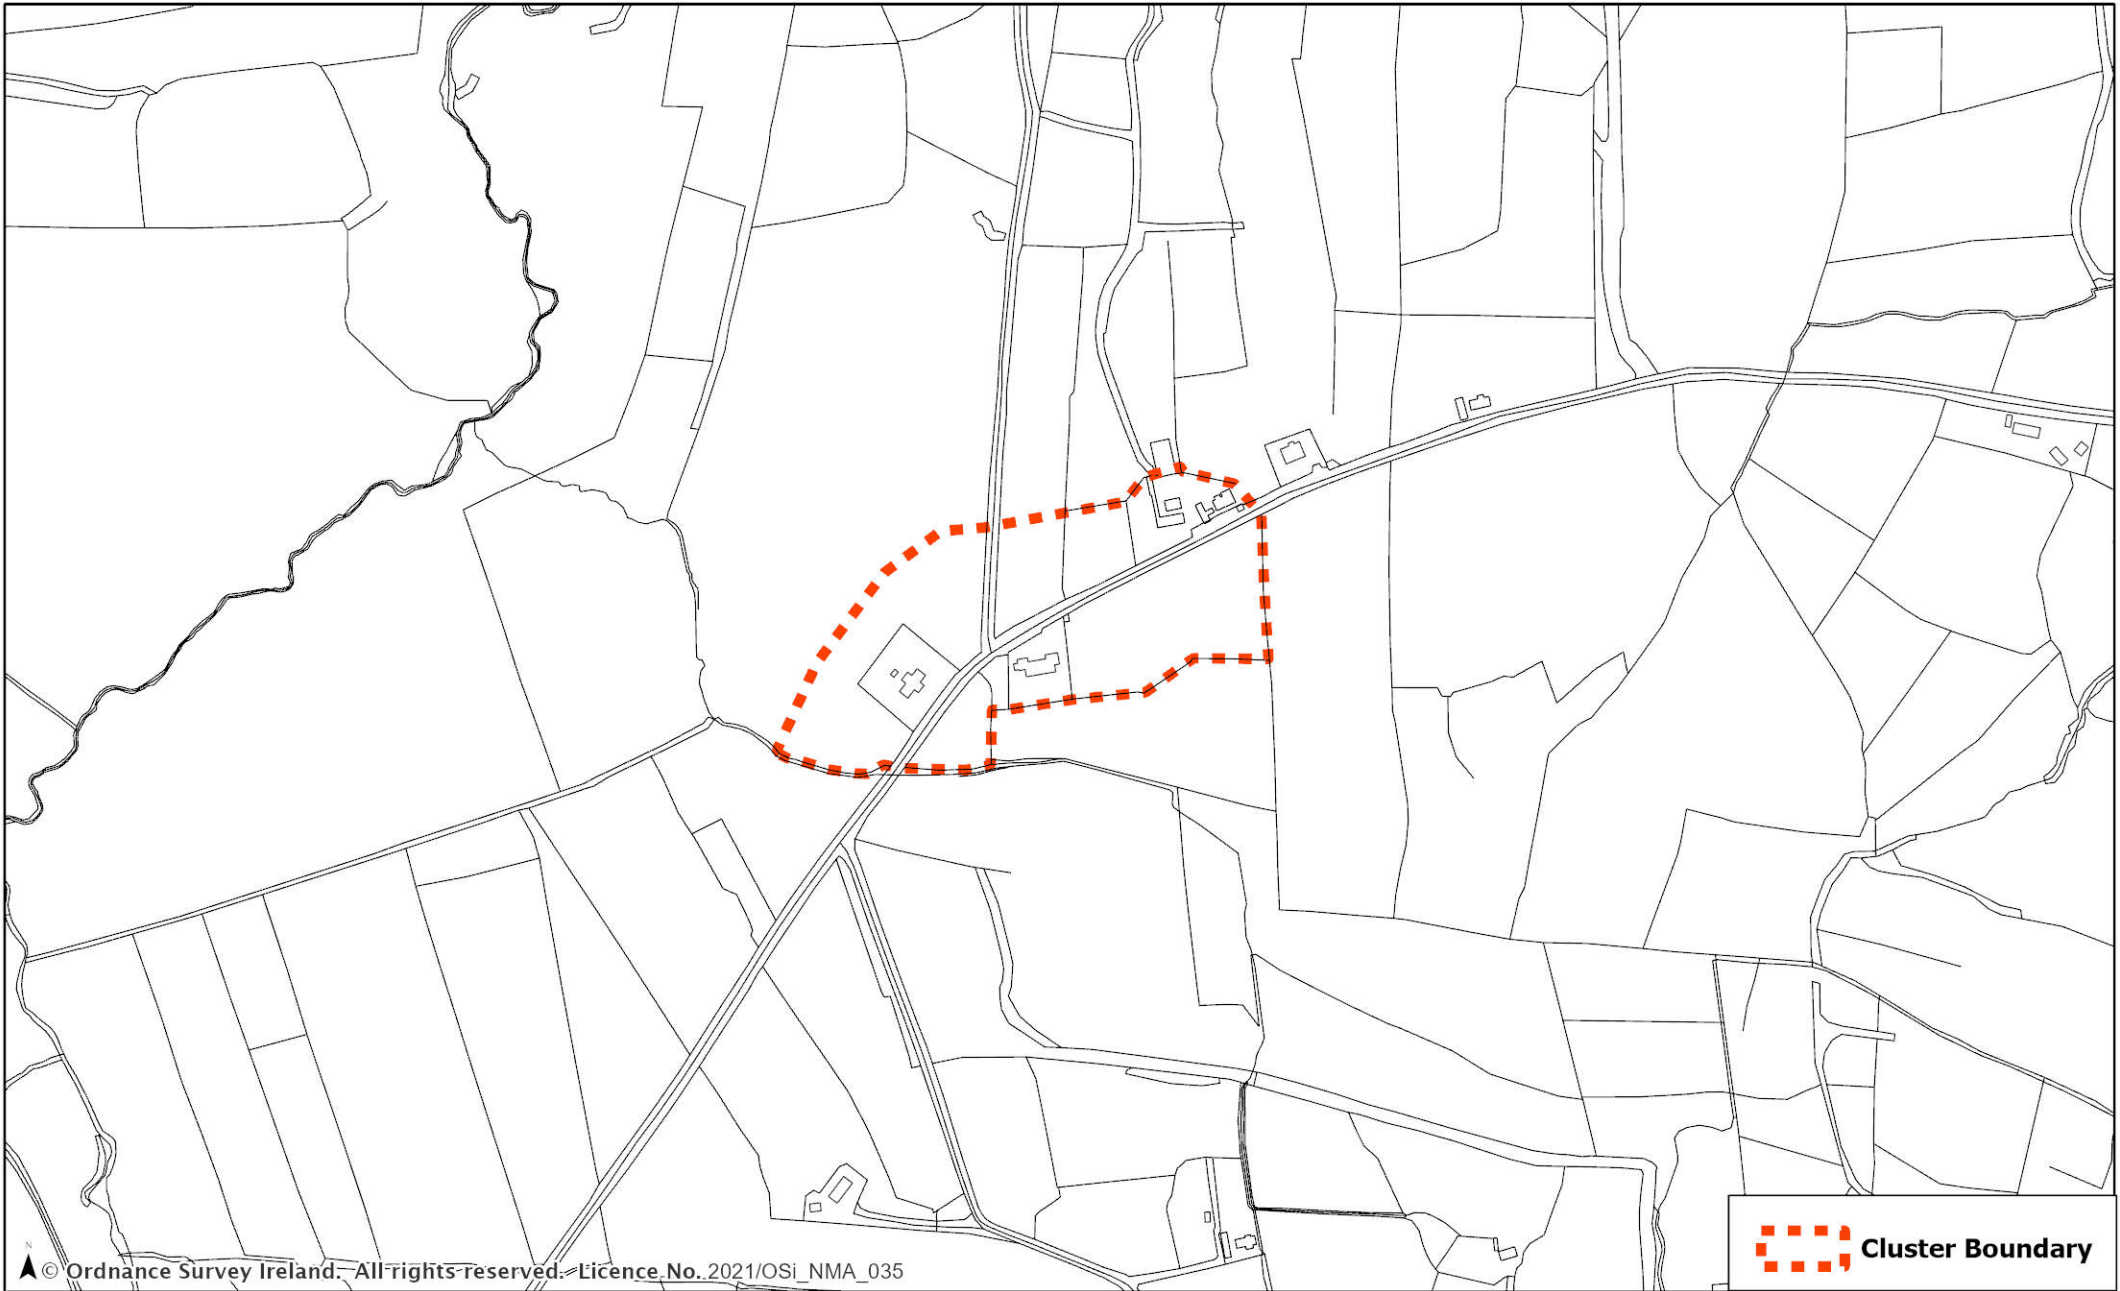 N
© Ordnance Survey Ireland. All rights reserved. Licence No. 2021/OSi_NMA_035
Cluster Boundary